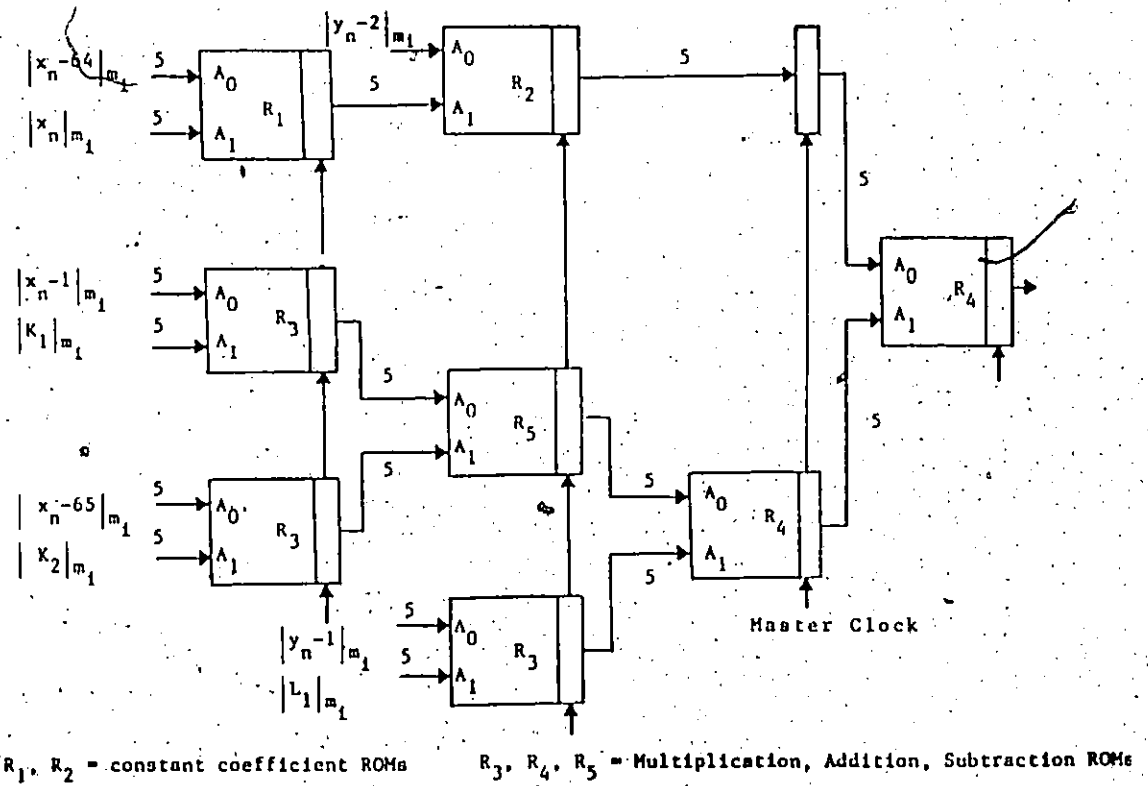 |y_n-2|_m_i
|x_n-64|_m_i 5 A_0 R_1 5 A_0 R_2 5
|x_n|_m_i 5 A_1 A_1
5
A_0 R_4
A_1
|x_n-1|_m_i 5 A_0 R_3
|K_1|_m_i 5 A_1
5 A_0 R_5
5 A_1
5
|x_n-65|_m_i 5 A_0 R_3
|K_2|_m_i 5 A_1
5 A_0 R_4
5 A_1
Master Clock
|y_n-1|_m_i 5 A_0 R_3
|L_1|_m_i 5 A_1
R_1, R_2 = constant coefficient ROMs
R_3, R_4, R_5 = Multiplication, Addition, Subtraction ROMs